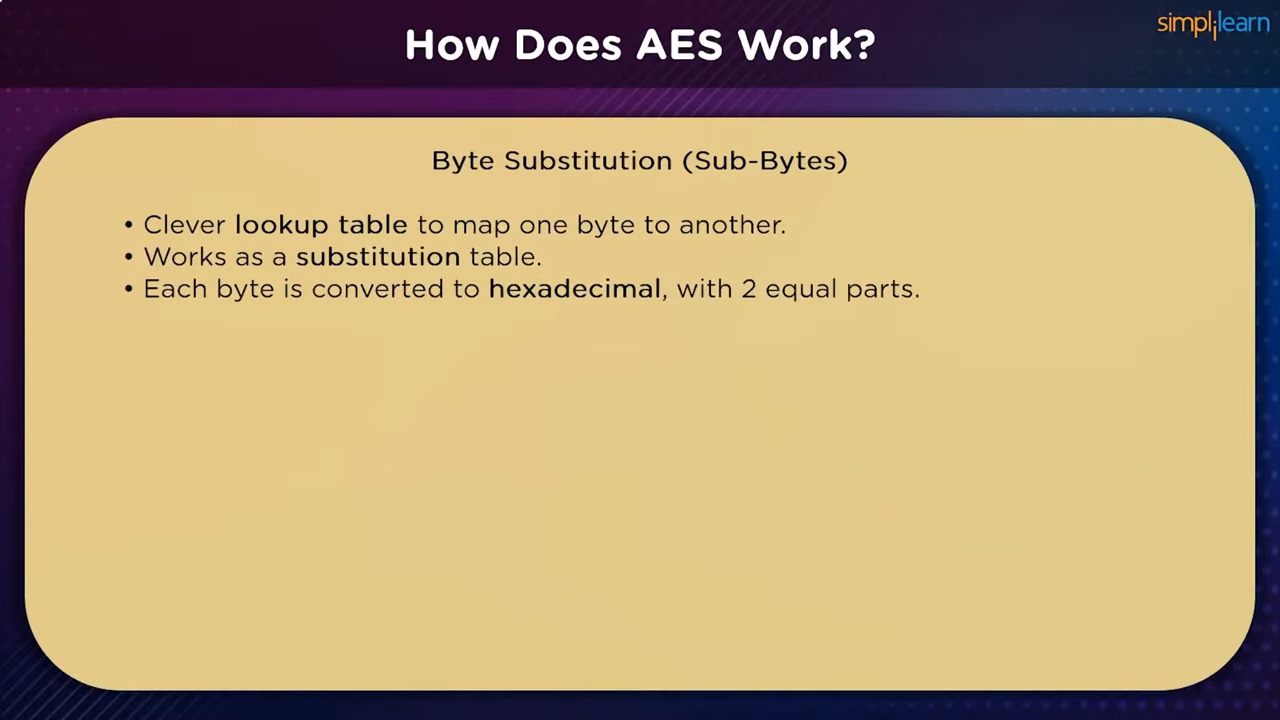 simplilearn
How Does AES Work?
Byte Substitution (Sub-Bytes)
• Clever lookup table to map one byte to another.
• Works as a substitution table.
• Each byte is converted to hexadecimal, with 2 equal parts.